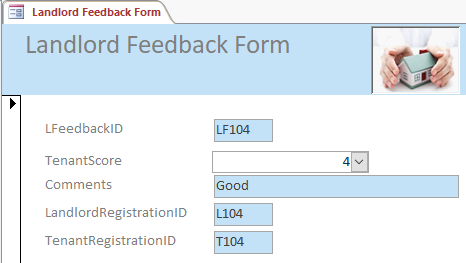 Landlord Feedback Form
Landlord Feedback Form
LFeedbackID LF104
TenantScore 4
Comments Good
LandlordRegistrationID L104
TenantRegistrationID T104